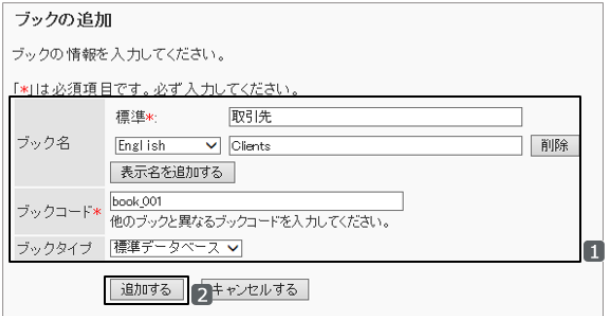 ブックの追加
ブックの情報を入力してください。
「*」は必須項目です。必ず入力してください。
ブック名
標準*:
取引先
English
Clients
削除
表示名を追加する
ブックコード*
book_001
他のブックと異なるブックコードを入力してください。
ブックタイプ
標準データベース
1
追加する
2
キャンセルする